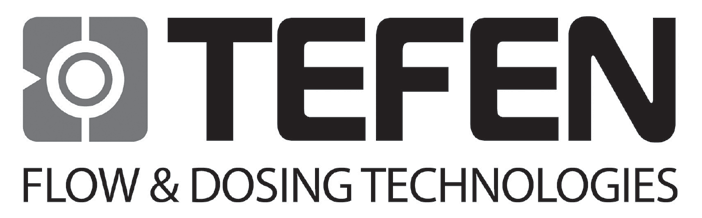 TEFEN
FLOW & DOSING TECHNOLOGIES